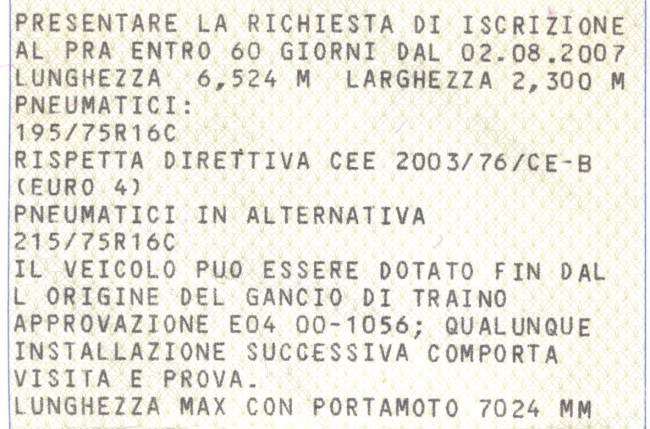 PRESENTARE LA RICHIESTA DI ISCRIZIONE
AL PRA ENTRO 60 GIORNI DAL 02.08.2007
LUNGHEZZA 6,524 M LARGHEZZA 2,300 M
PNEUMATICI:
195/75R16C
RISPETTA DIRETTIVA CEE 2003/76/CE-B
(EURO 4)
PNEUMATICI IN ALTERNATIVA
215/75R16C
IL VEICOLO PUO ESSERE DOTATO FIN DAL
L ORIGINE DEL GANCIO DI TRAINO
APPROVAZIONE E04 00-1056; QUALUNQUE
INSTALLAZIONE SUCCESSIVA COMPORTA
VISITA E PROVA.
LUNGHEZZA MAX CON PORTAMOTO 7024 MM